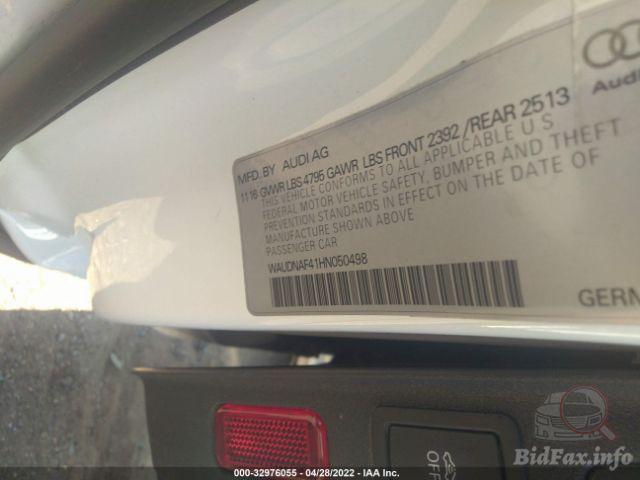 Audi
MFD. BY AUDI AG
11 16 GVWR LBS 4795 GAWR LBS FRONT 2392 / REAR 2513
THIS VEHICLE CONFORMS TO ALL APPLICABLE U S
FEDERAL MOTOR VEHICLE SAFETY, BUMPER AND THEFT
PREVENTION STANDARDS IN EFFECT ON THE DATE OF
MANUFACTURE SHOWN ABOVE
PASSENGER CAR
WAUDNAF41HN050498
GERM
OFF
000-32976055 - 04/28/2022 - IAA Inc.
BidFax.info